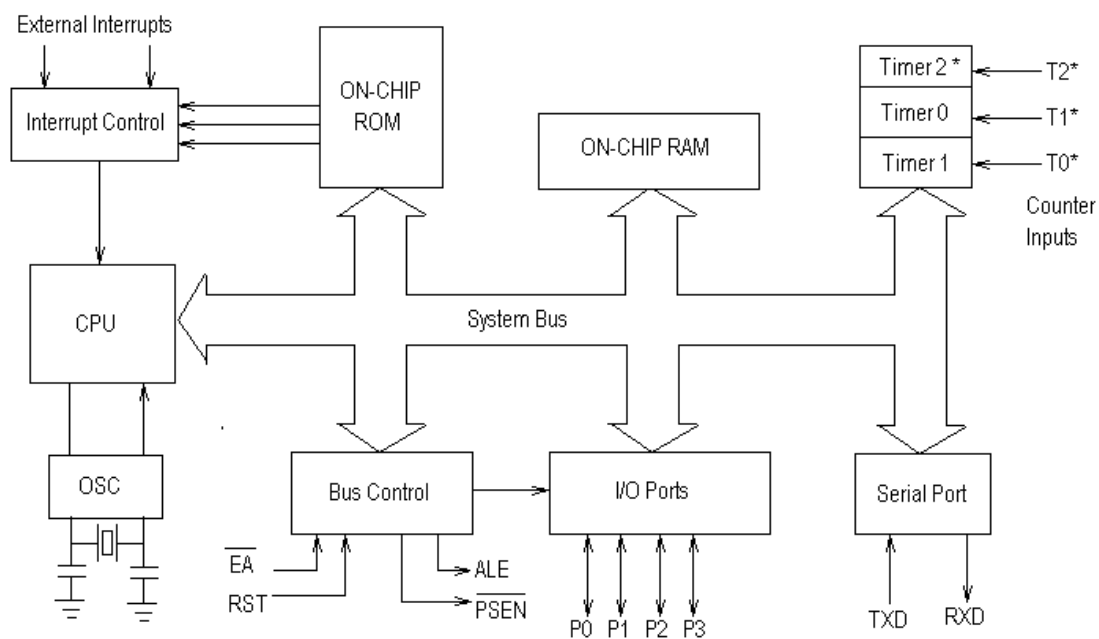 External Interrupts
Interrupt Control
ON-CHIP
ROM
ON-CHIP RAM
Timer 2 *
Timer 0
Timer 1
T2*
T1*
T0*
Counter
Inputs
CPU
System Bus
OSC
Bus Control
I/O Ports
Serial Port
EA
RST
ALE
PSEN
P0
P1
P2
P3
TXD
RXD